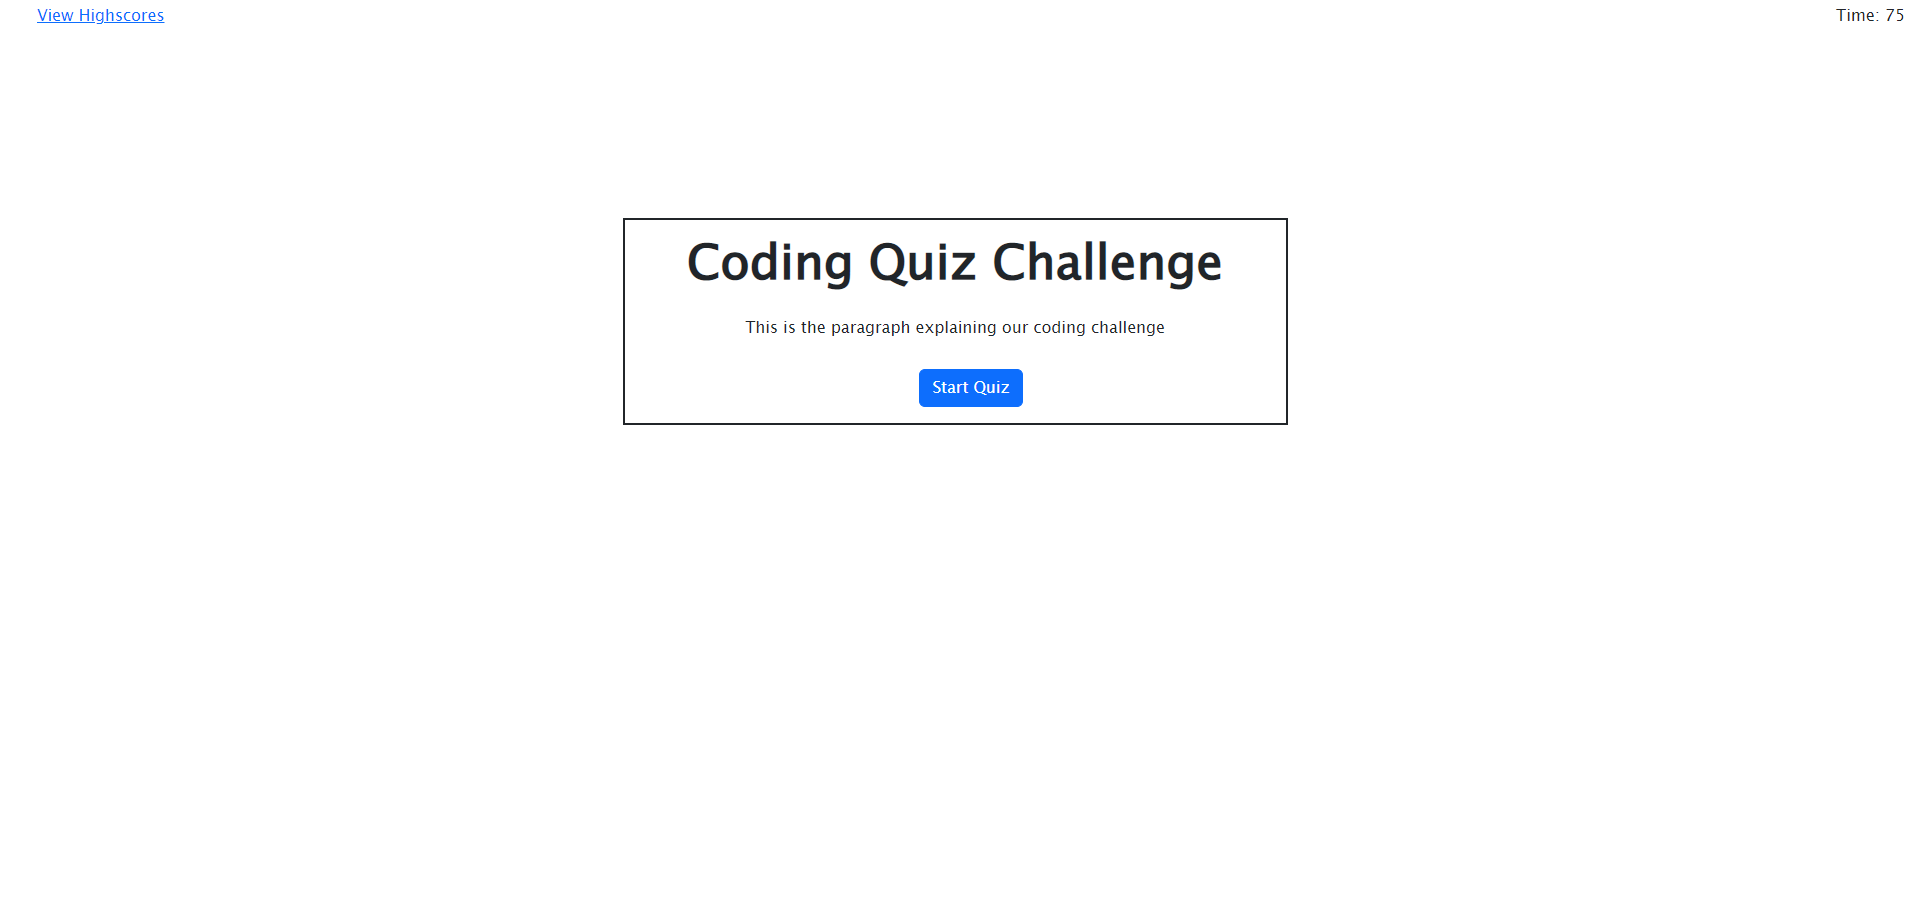 View Highscores
Time: 75
Coding Quiz Challenge
This is the paragraph explaining our coding challenge
Start Quiz